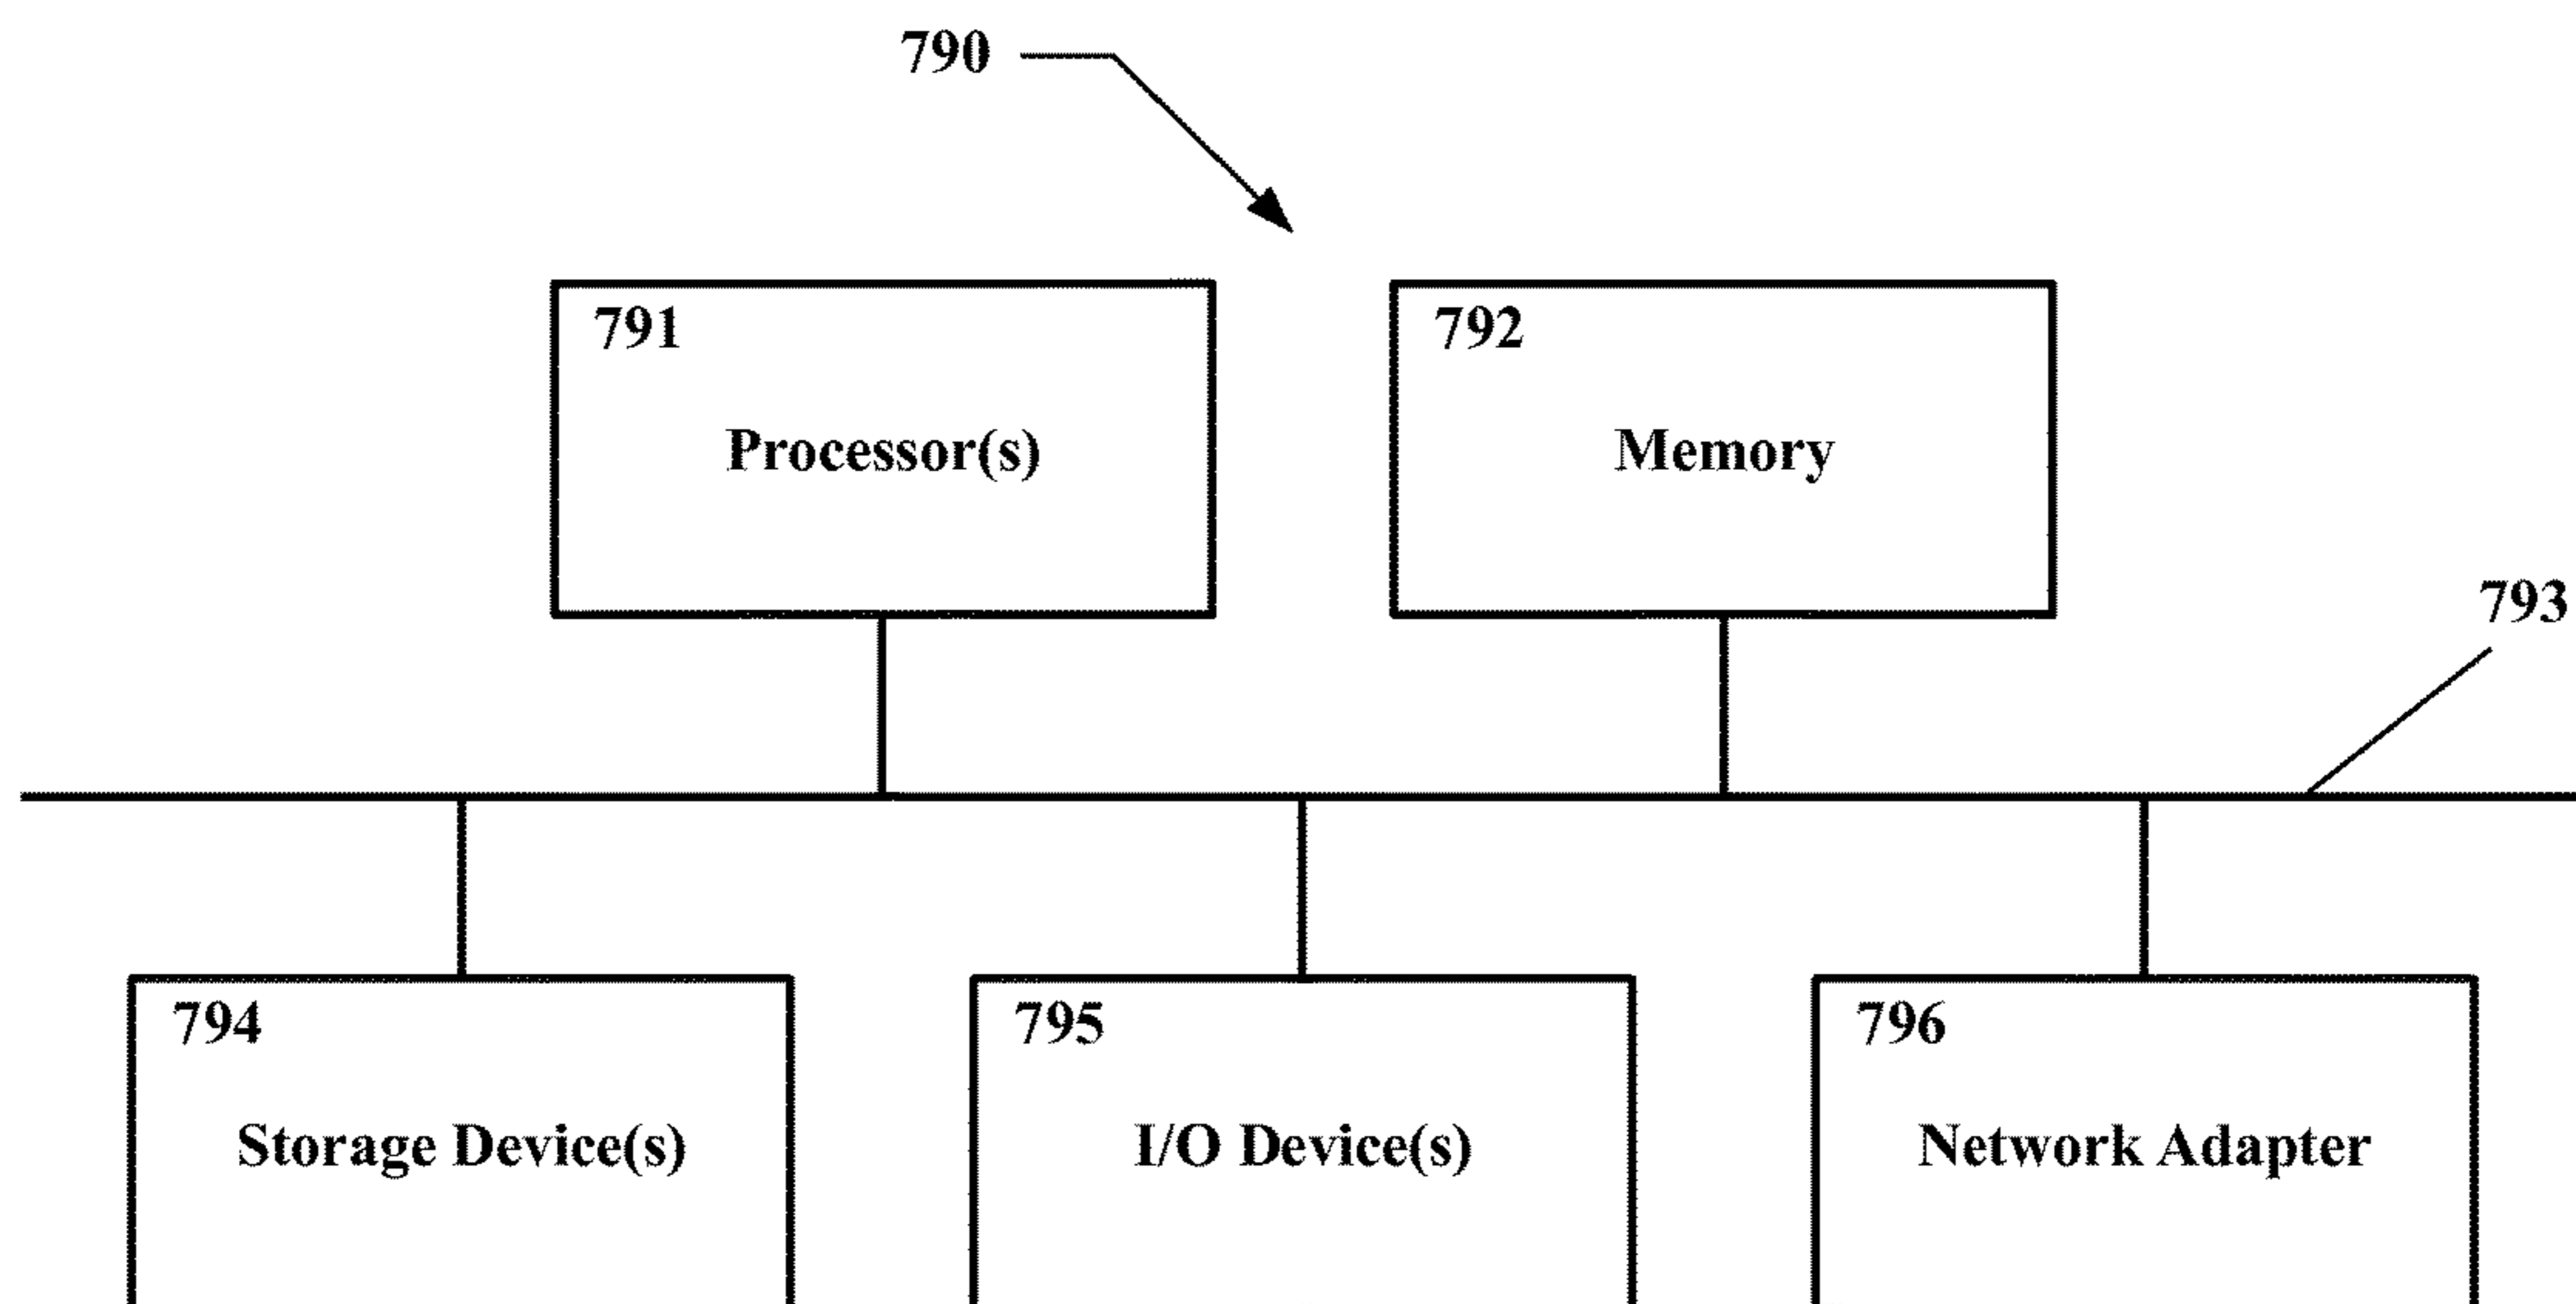 790
791
Processor(s)
792
Memory
793
794
Storage Device(s)
795
I/O Device(s)
796
Network Adapter